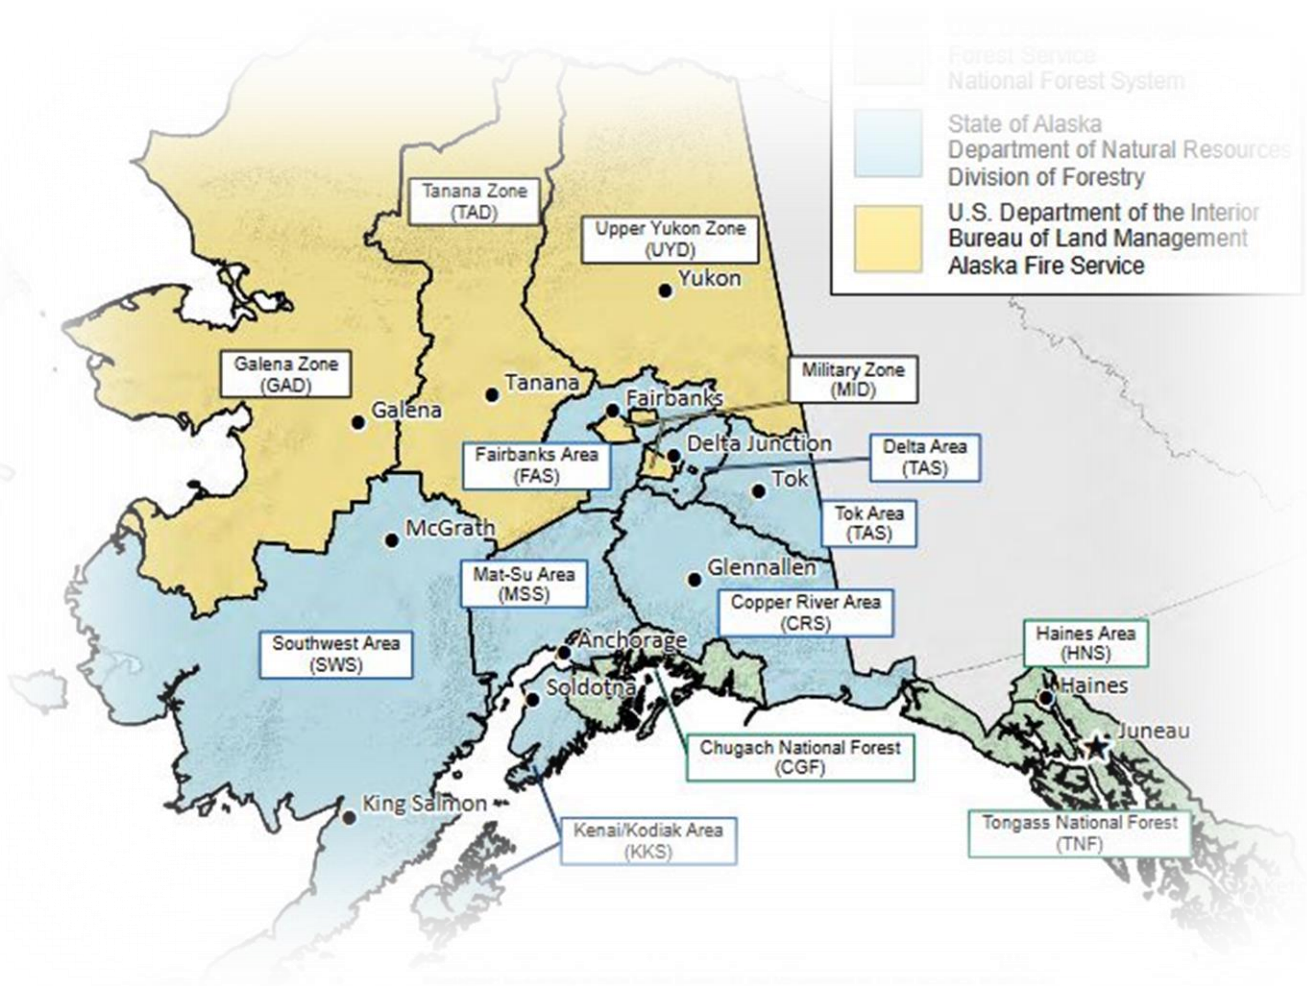 Forest Service
National Forest System
State of Alaska
Department of Natural Resources
Division of Forestry
U.S. Department of the Interior
Bureau of Land Management
Alaska Fire Service
Tanana Zone
(TAD)
Upper Yukon Zone
(UYD)
Yukon
Galena Zone
(GAD)
Military Zone
(MID)
Tanana
Galena
Fairbanks
Delta Junction
Fairbanks Area
(FAS)
Delta Area
(TAS)
Tok
Tok Area
(TAS)
McGrath
Mat-Su Area
(MSS)
Glennallen
Copper River Area
(CRS)
Southwest Area
(SWS)
Anchorage
Haines Area
(HNS)
Soldotna
Haines
Juneau
Chugach National Forest
(CGF)
King Salmon
Kenai/Kodiak Area
(KKS)
Tongass National Forest
(TNF)